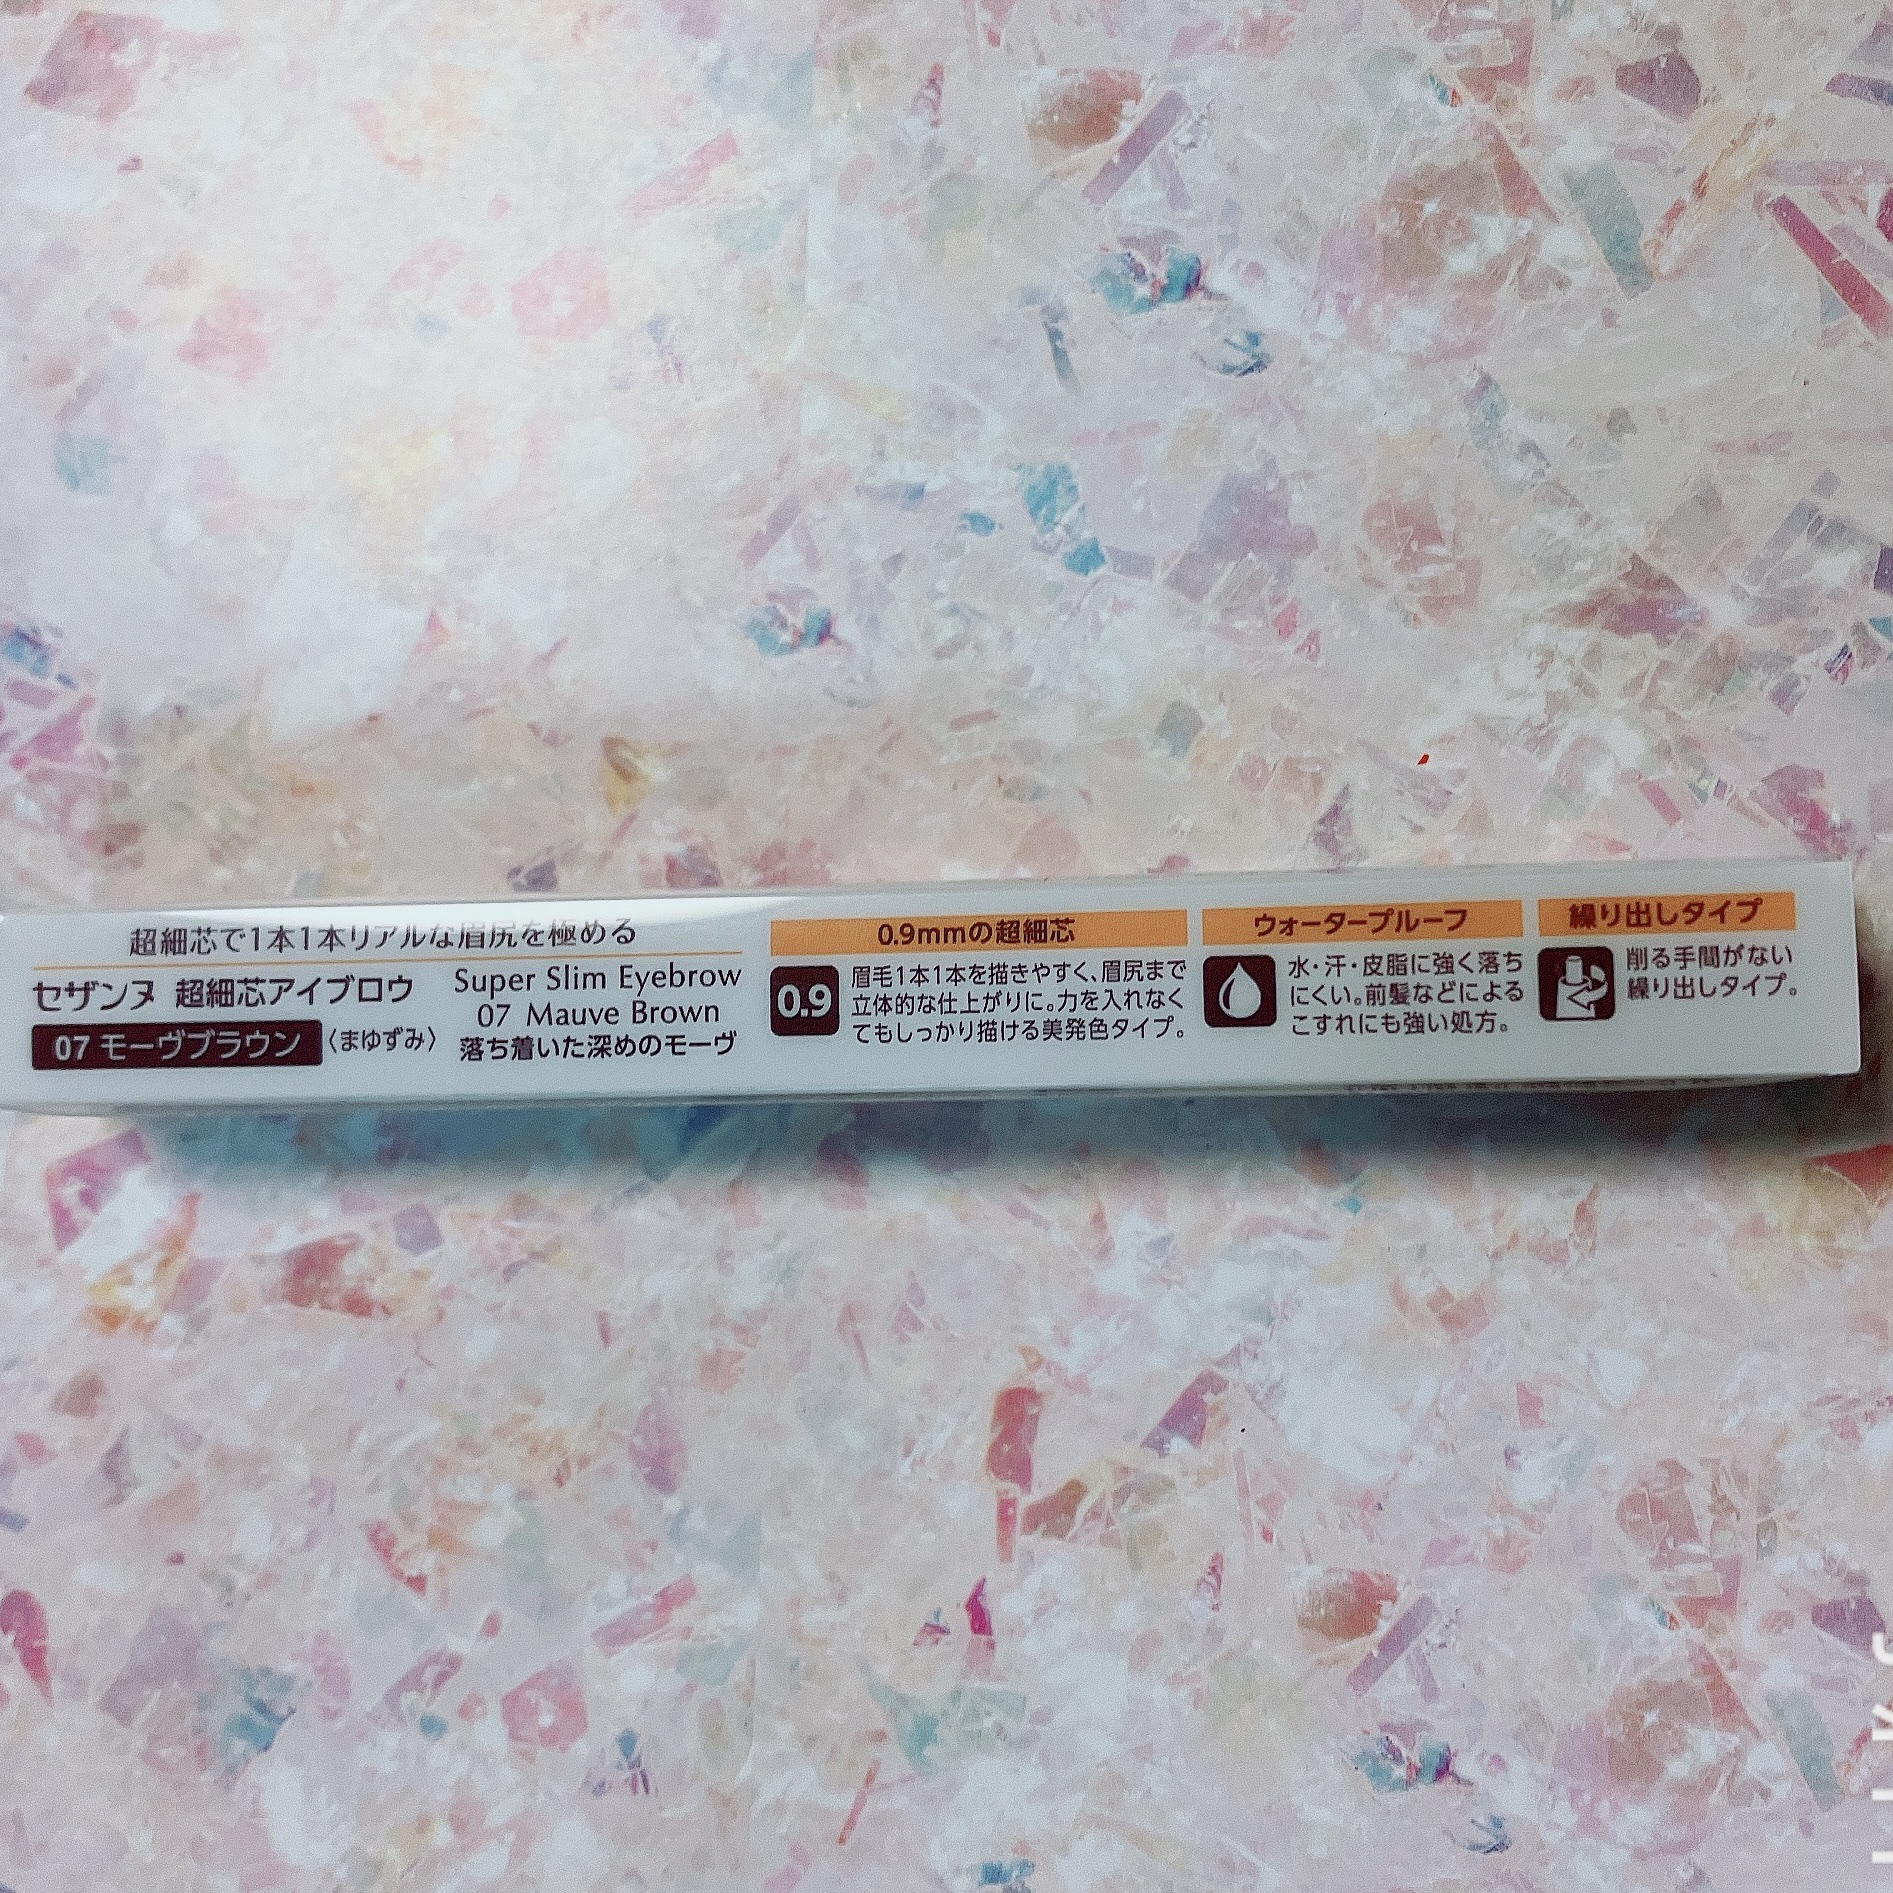 超細芯で1本1本リアルな眉尻を極める
セザンヌ 超細芯アイブロウ
07 モーヴブラウン 〈まゆずみ〉
Super Slim Eyebrow
07 Mauve Brown
落ち着いた深めのモーヴ
0.9mmの超細芯
0.9
眉毛1本1本を描きやすく、眉尻まで
立体的な仕上がりに。力を入れなく
てもしっかり描ける美発色タイプ。
ウォータープルーフ
水・汗・皮脂に強く落ち
にくい。前髪などによる
こすれにも強い処方。
繰り出しタイプ
削る手間がない
繰り出しタイプ。